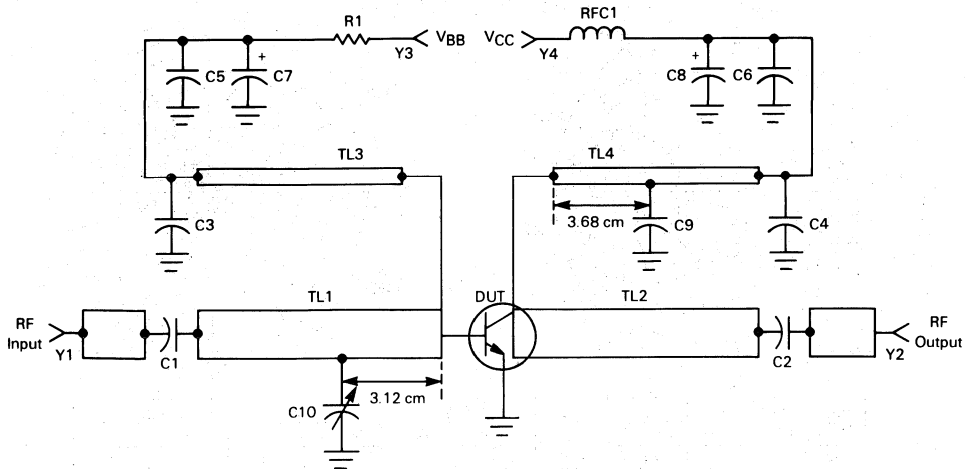 R1
VBB
VCC
RFC1
Y3
Y4
C5
+
C7
+
C8
C6
TL3
TL4
C3
3.68 cm
C9
C4
TL1
DUT
TL2
RF
Input
Y1
C1
C2
Y2
RF
Output
C10
3.12 cm